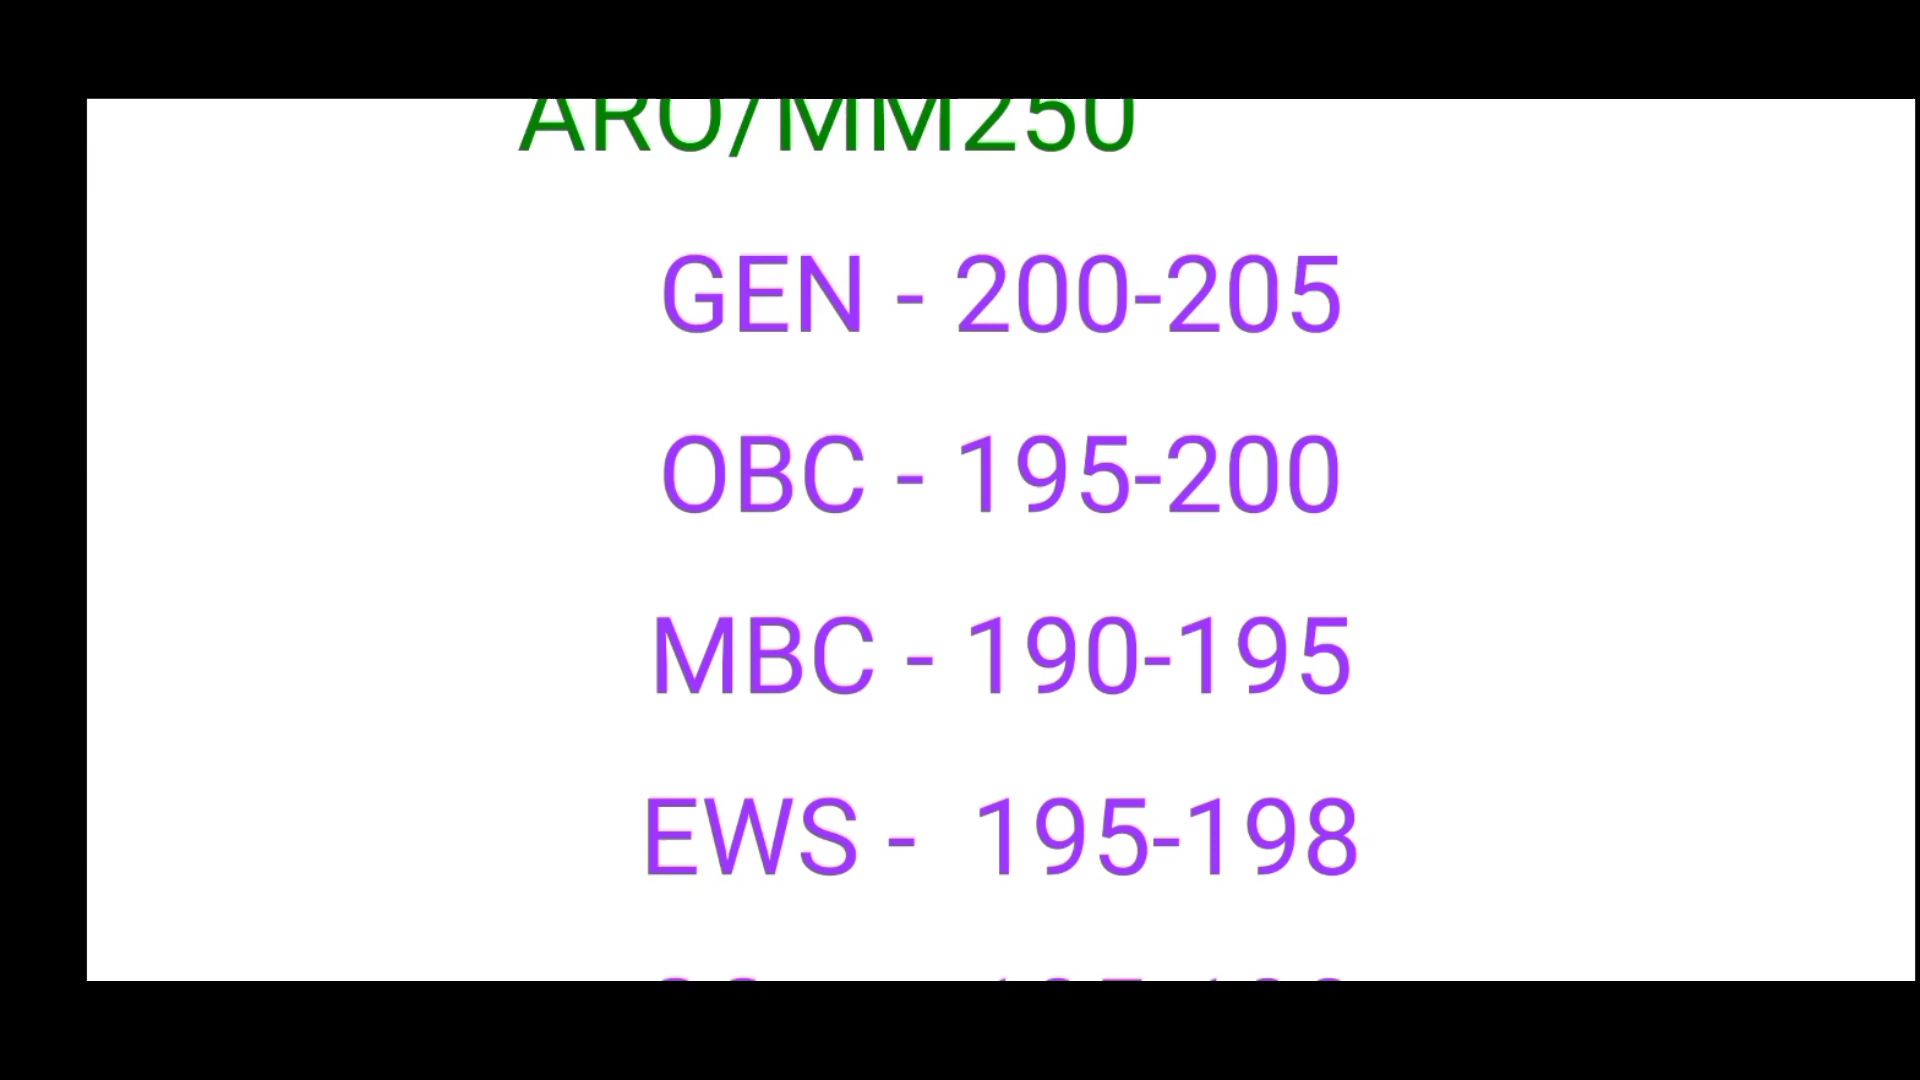 ARO/MM250
GEN - 200-205
OBC - 195-200
MBC - 190-195
EWS - 195-198